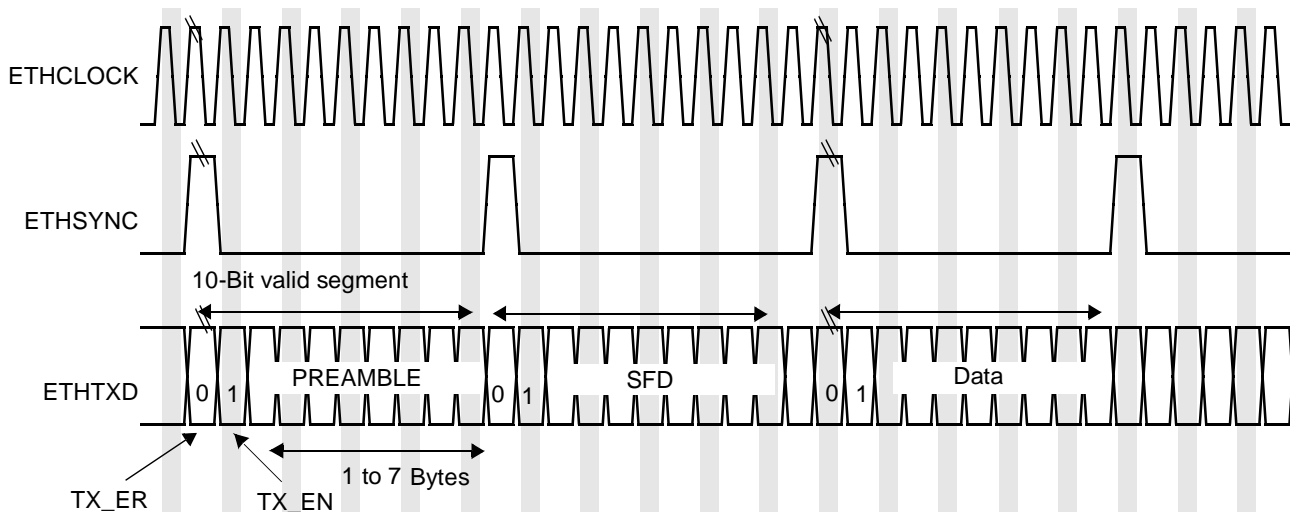 ETHCLOCK
ETHSYNC
10-Bit valid segment
ETHTXD
0 1 PREAMBLE 0 1 SFD 0 1 Data
1 to 7 Bytes
TX_ER
TX_EN